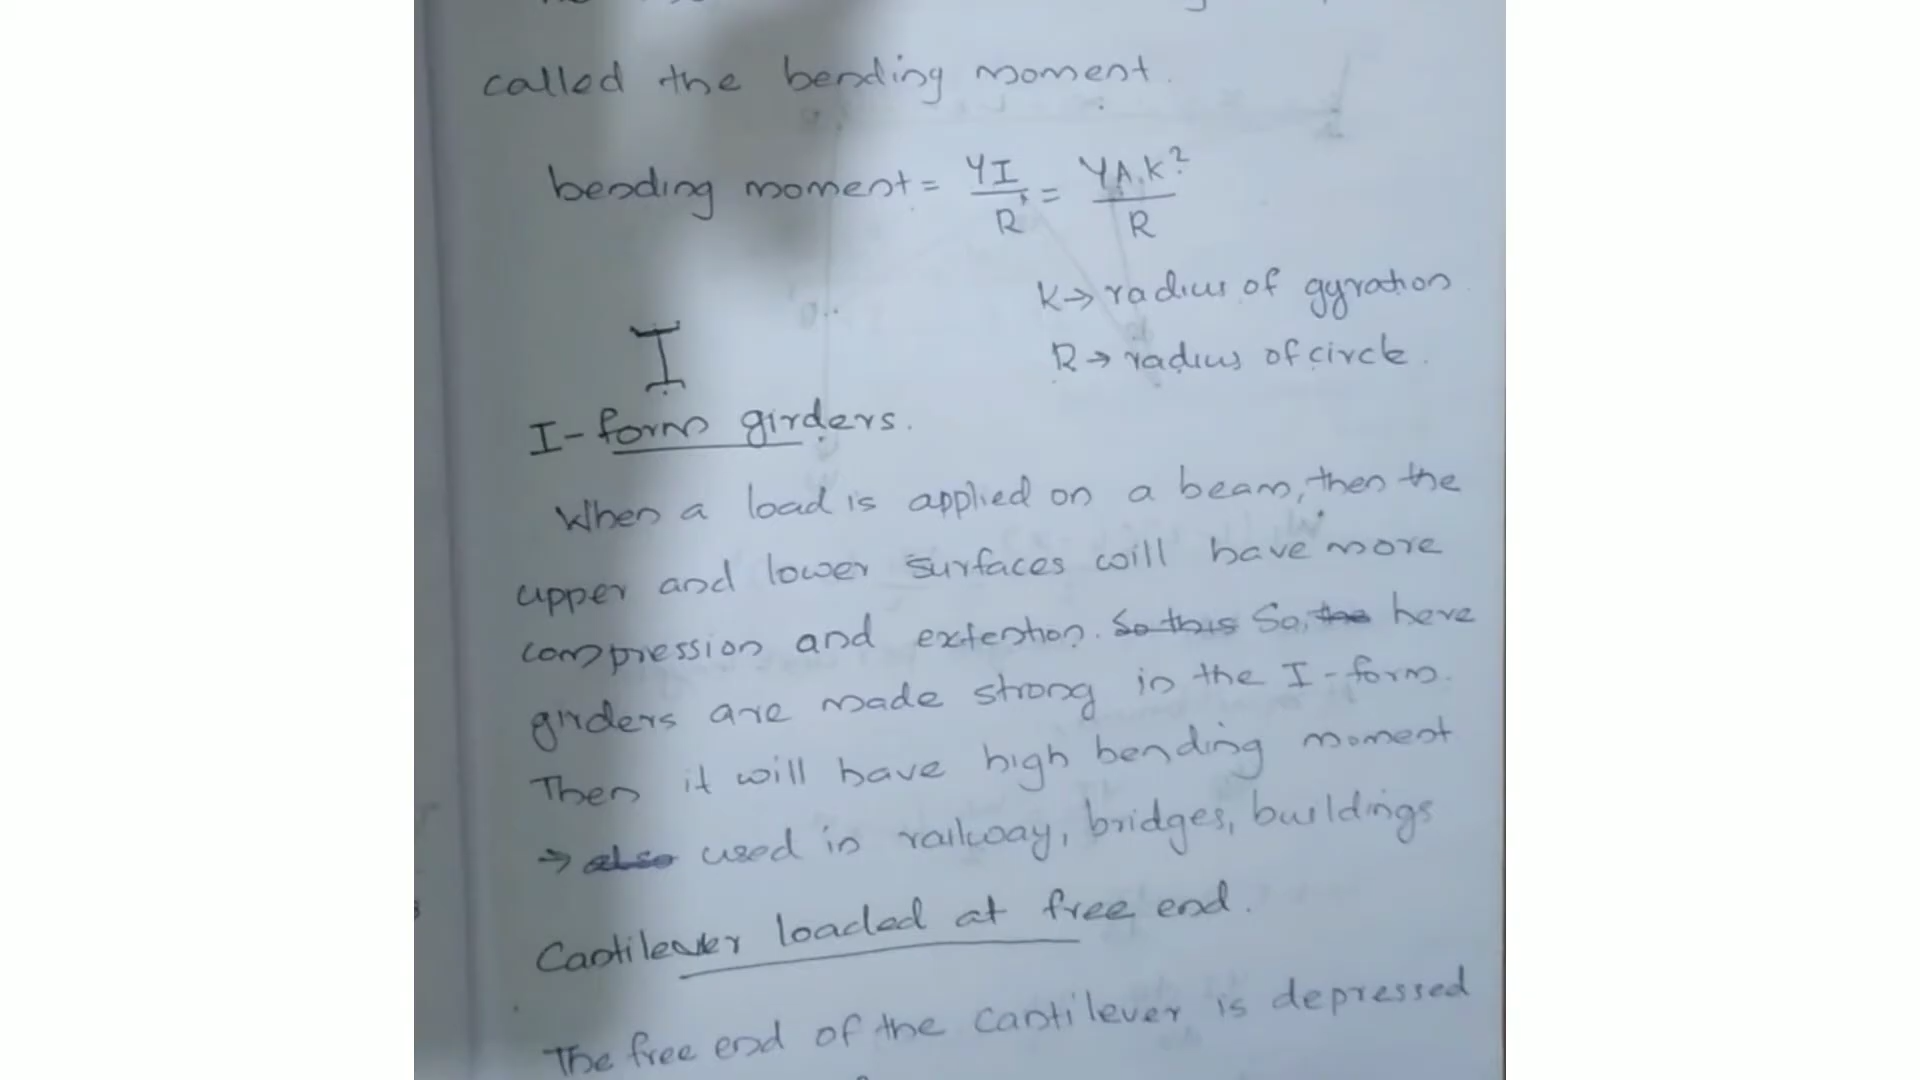 called the bending moment.
bending moment = YI/R = YA.K²/R
K → radius of gyration
R → radius of circle.
I
I-form girders.
When a load is applied on a beam, then the
upper and lower surfaces will have more
compression and extention. So this So, the here
girders are made strong in the I-form.
Then it will have high bending moment
→ also used in railway, bridges, buildings
Cantilever loaded at free end.
The free end of the cantilever is depressed